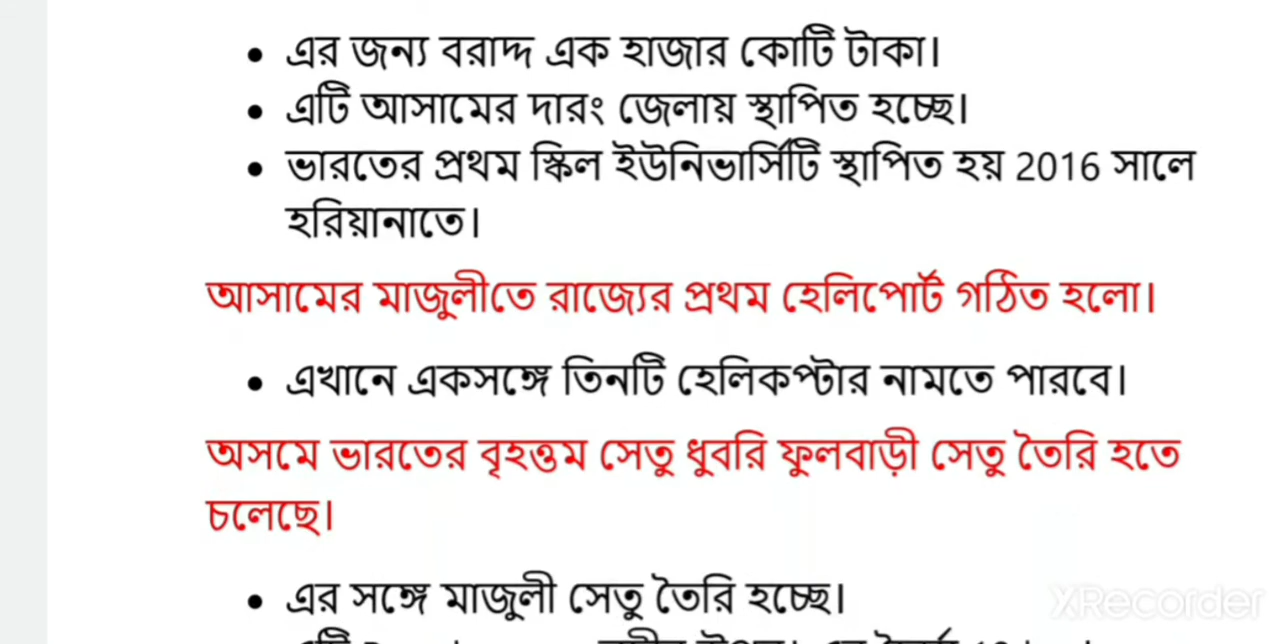 • এর জন্য বরাদ্দ এক হাজার কোটি টাকা।
• এটি আসামের দারং জেলায় স্থাপিত হচ্ছে।
• ভারতের প্রথম স্কিল ইউনিভার্সিটি স্থাপিত হয় 2016 সালে
হরিয়ানাতে।
আসামের মাজুলীতে রাজ্যের প্রথম হেলিপোর্ট গঠিত হলো।
• এখানে একসঙ্গে তিনটি হেলিকপ্টার নামতে পারবে।
অসমে ভারতের বৃহত্তম সেতু ধুবরি ফুলবাড়ী সেতু তৈরি হতে
চলেছে।
• এর সঙ্গে মাজুলী সেতু তৈরি হচ্ছে।
XRecorder